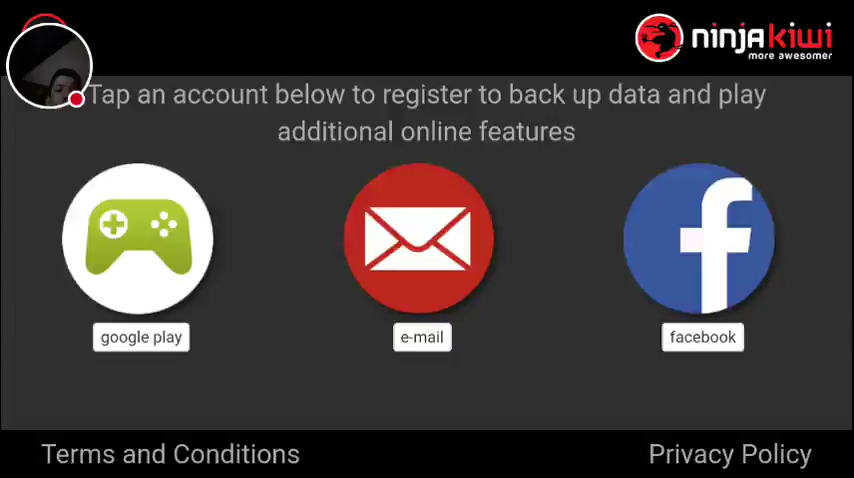 ninjakiwi
more awesomer
Tap an account below to register to back up data and play
additional online features
google play
e-mail
facebook
Terms and Conditions
Privacy Policy